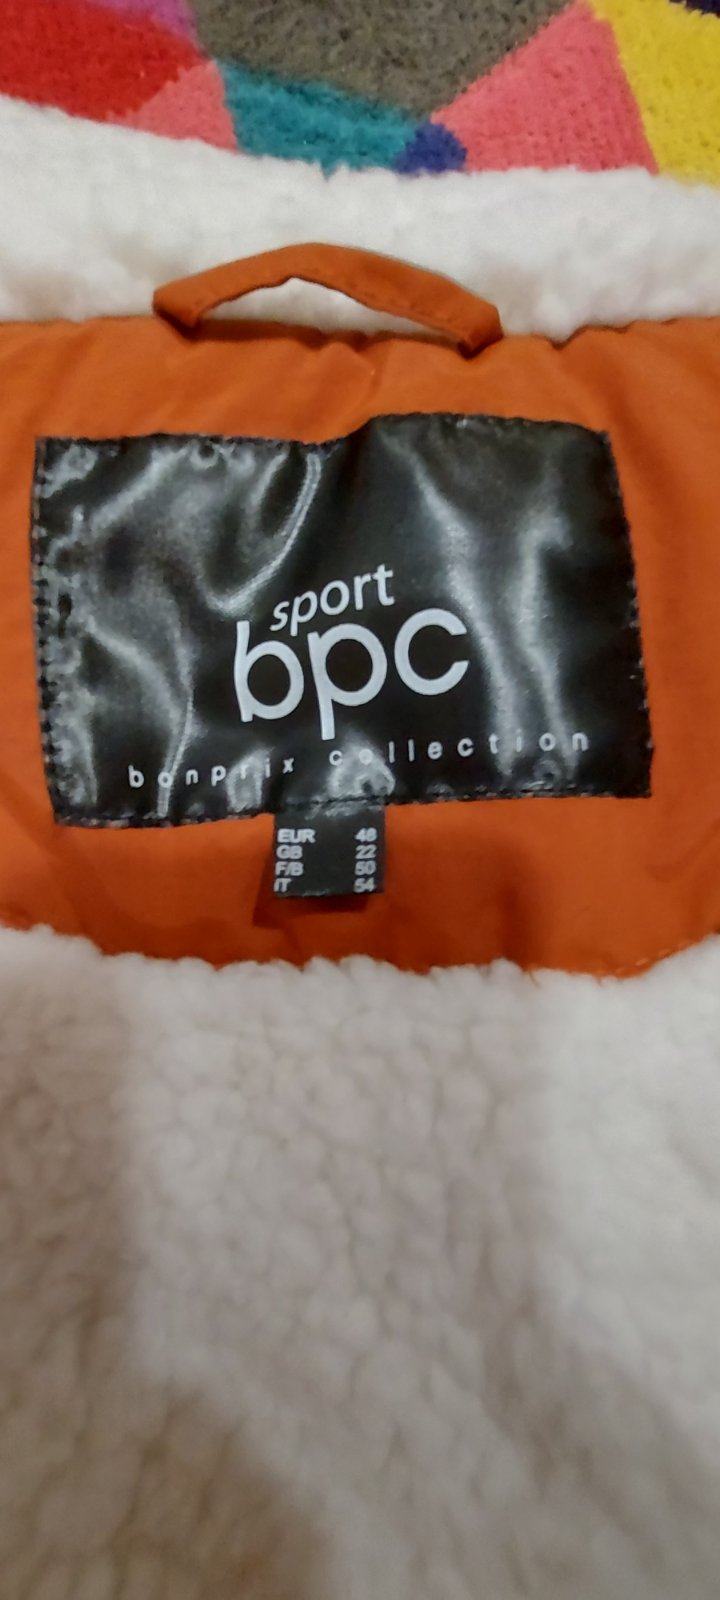 sport
bpc
bonprix collection
EUR 48
GB 22
F/B 50
IT 54